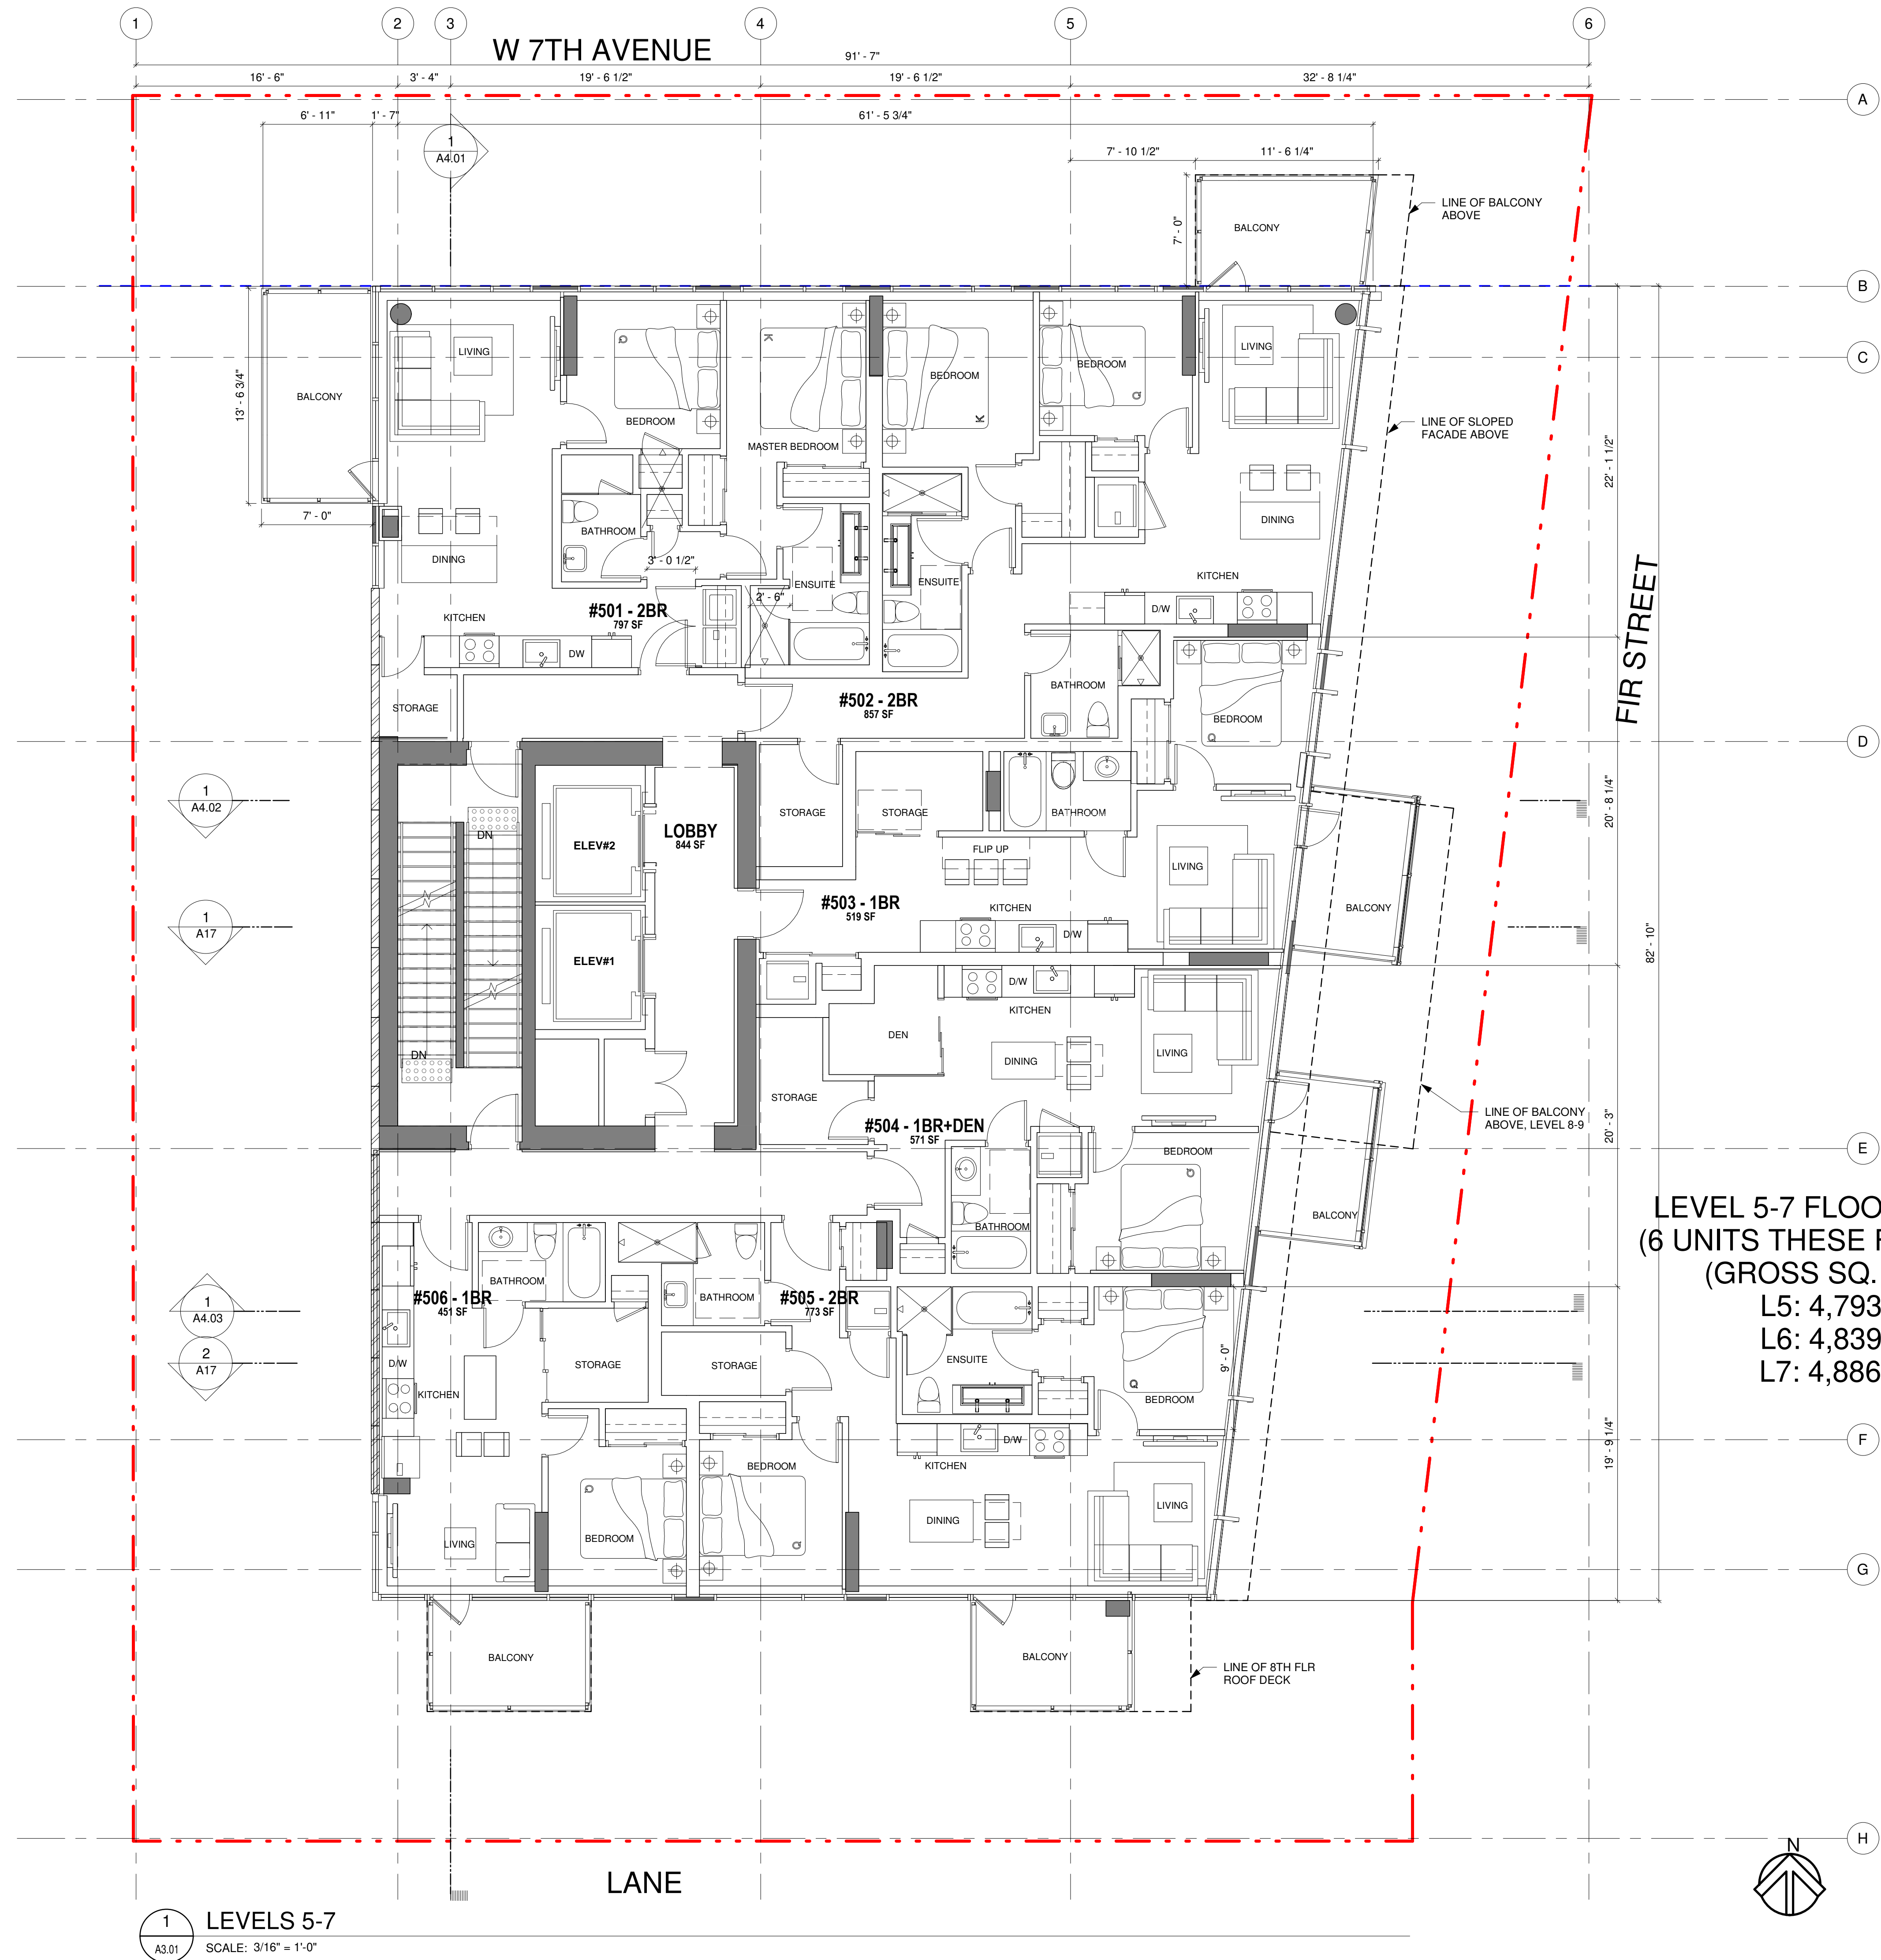 1
2
3
4
5
6
W 7TH AVENUE
91' - 7"
16' - 6"
3' - 4"
19' - 6 1/2"
19' - 6 1/2"
32' - 8 1/4"
A
6' - 11"
1' - 7"
61' - 5 3/4"
1
A4.01
7' - 10 1/2"
11' - 6 1/4"
LINE OF BALCONY
ABOVE
7' - 0"
BALCONY
B
LIVING
LIVING
C
BALCONY
13' - 6 3/4"
Q
K
BEDROOM
BEDROOM
BEDROOM
MASTER BEDROOM
K
Q
LINE OF SLOPED
FACADE ABOVE
22' - 1 1/2"
7' - 0"
BATHROOM
DINING
DINING
3' - 0 1/2"
ENSUITE
ENSUITE
KITCHEN
2' - 6"
#501 - 2BR
797 SF
KITCHEN
D/W
DW
FIR STREET
STORAGE
#502 - 2BR
857 SF
BATHROOM
BEDROOM
Q
D
1
A4.02
DN
ELEV#2
LOBBY
844 SF
STORAGE
STORAGE
BATHROOM
20' - 8 1/4"
FLIP UP
LIVING
#503 - 1BR
519 SF
KITCHEN
BALCONY
1
A17
D/W
ELEV#1
82' - 10"
D/W
KITCHEN
DEN
DINING
LIVING
DN
STORAGE
#504 - 1BR+DEN
571 SF
LINE OF BALCONY
ABOVE, LEVEL 8-9
20' - 3"
E
BEDROOM
Q
BATHROOM
BALCONY
LEVEL 5-7 FLOO
(6 UNITS THESE F
(GROSS SQ.
L5: 4,793
L6: 4,839
L7: 4,886
BATHROOM
BATHROOM
#506 - 1BR
451 SF
#505 - 2BR
773 SF
1
A4.03
2
A17
D/W
STORAGE
STORAGE
ENSUITE
9' - 0"
Q
KITCHEN
BEDROOM
F
19' - 9 1/4"
D/W
KITCHEN
BEDROOM
Q
LIVING
DINING
BEDROOM
Q
LIVING
G
BALCONY
BALCONY
LINE OF 8TH FLR
ROOF DECK
H
N
LANE
1
A3.01
LEVELS 5-7
SCALE: 3/16" = 1'-0"